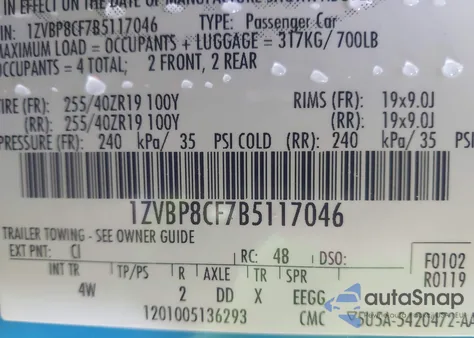 IN EFFECT ON THE DATE OF MANUFACTURE
IN: 1ZVBP8CF7B5117046 TYPE: Passenger Car
MAXIMUM LOAD = OCCUPANTS + LUGGAGE = 317KG/ 700LB
OCCUPANTS = 4 TOTAL; 2 FRONT, 2 REAR
TIRE (FR): 255/40ZR19 100Y RIMS (FR): 19x9.0J
(RR): 255/40ZR19 100Y (RR): 19x9.0J
PRESSURE (FR): 240 kPa/ 35 PSI COLD (RR): 240 kPa/ 35
1ZVBP8CF7B5117046
TRAILER TOWING - SEE OWNER GUIDE
EXT PNT: CI RC: 48 DSO: F0102
INT TR TP/PS R AXLE TR SPR R0119
4W 2 DD X EEGG
autoSnap
1201005136293 CMC 5U5A-5420472-AA